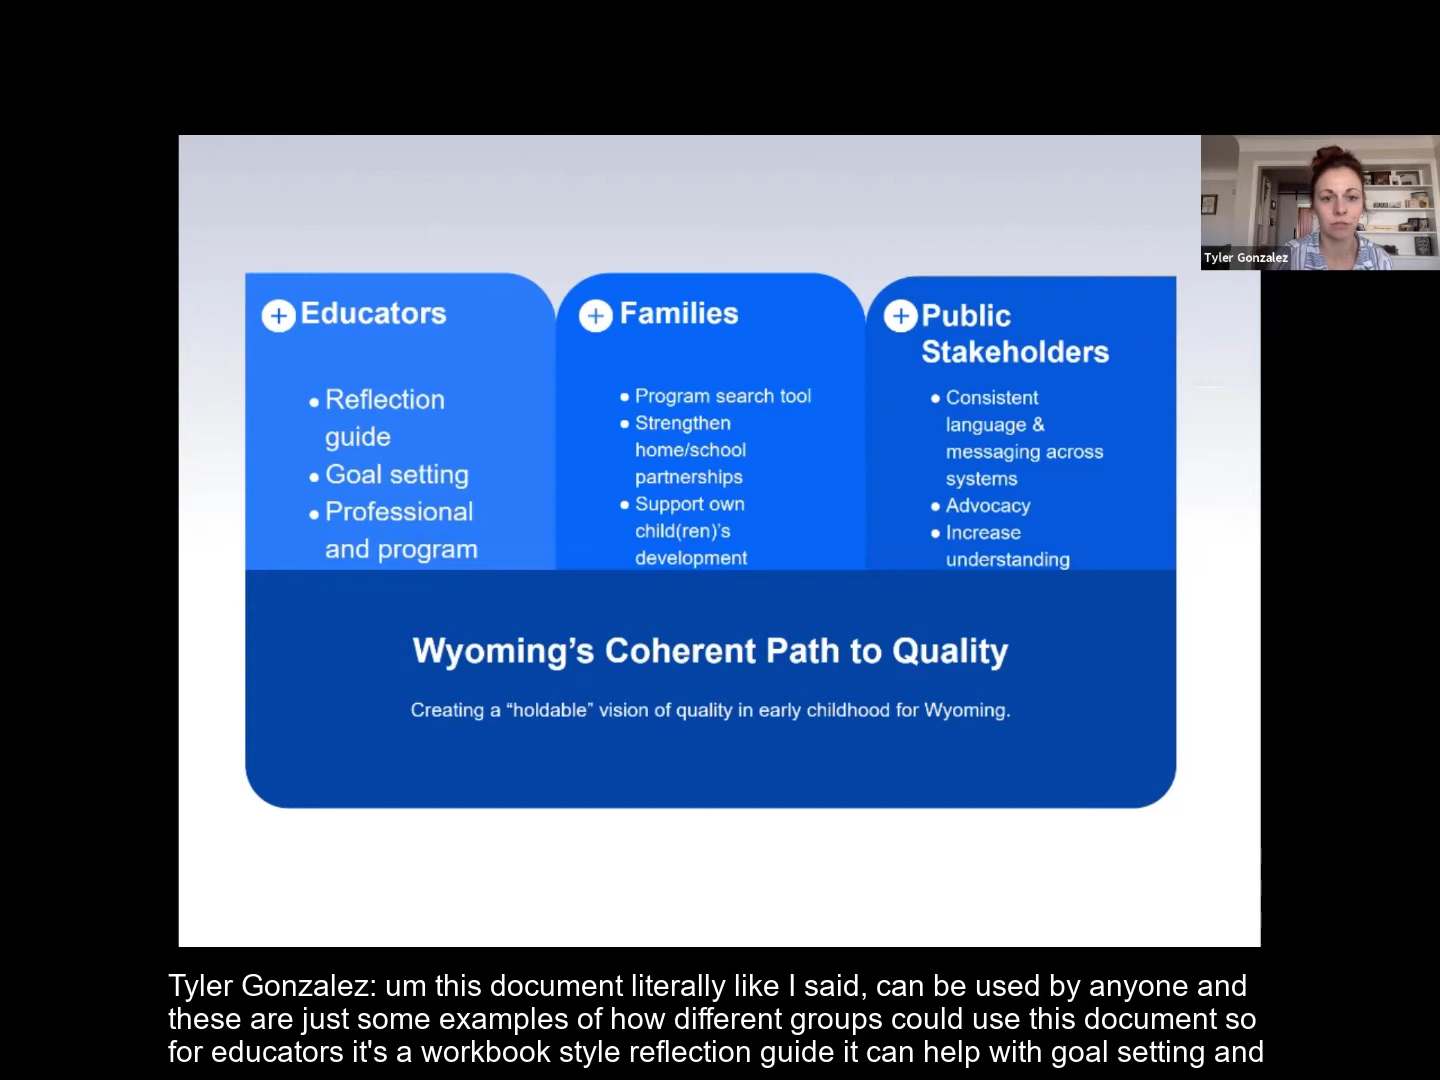 Tyler Gonzalez
Educators
Reflection
guide
Goal setting
Professional
and program
Families
Program search tool
Strengthen
home/school
partnerships
Support own
child(ren)’s
development
Public
Stakeholders
Consistent
language &
messaging across
systems
Advocacy
Increase
understanding
Wyoming’s Coherent Path to Quality
Creating a “holdable” vision of quality in early childhood for Wyoming.
Tyler Gonzalez: um this document literally like I said, can be used by anyone and
these are just some examples of how different groups could use this document so
for educators it's a workbook style reflection guide it can help with goal setting and